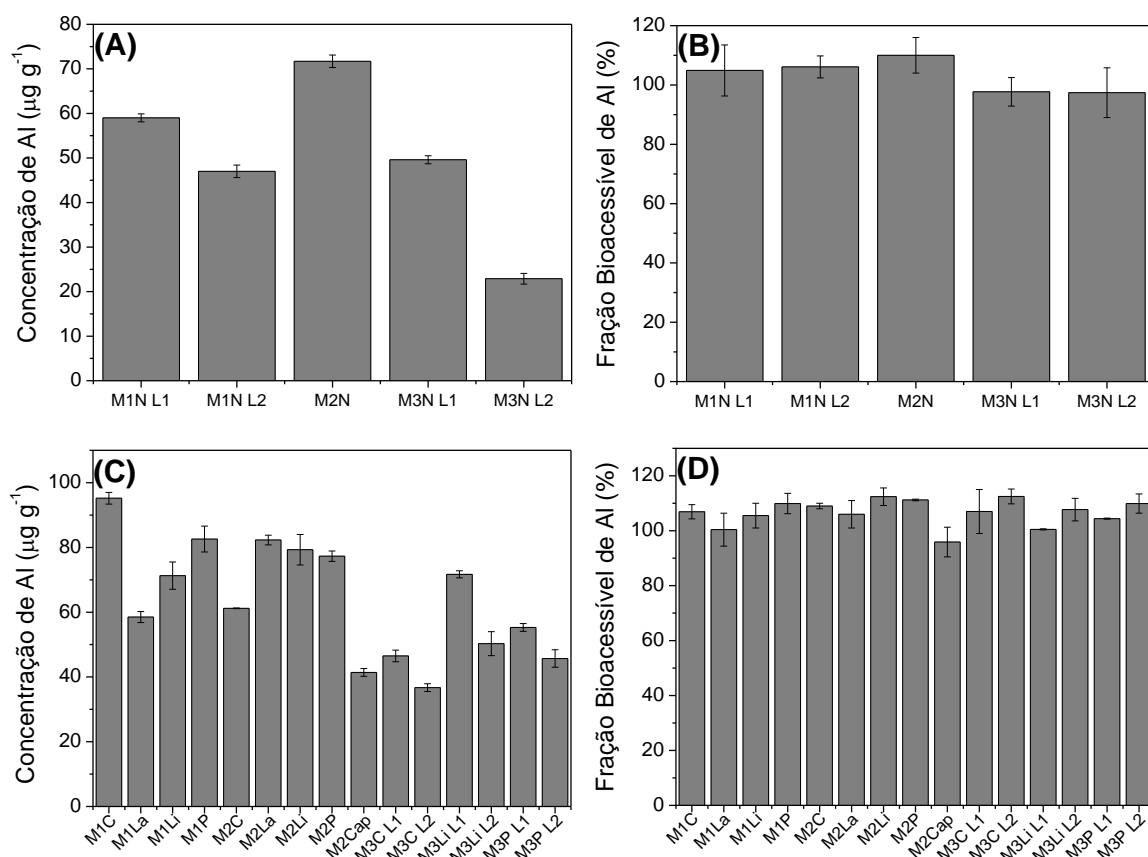 (A)
Concentração de Al (μg g⁻¹)
80
70
60
50
40
30
20
10
0
M1N L1 M1N L2 M2N M3N L1 M3N L2
(B)
Fração Bioacessível de Al (%)
120
100
80
60
40
20
0
M1N L1 M1N L2 M2N M3N L1 M3N L2
(C)
Concentração de Al (μg g⁻¹)
100
80
60
40
20
0
M1C M1La M1Lí M1P M2C M2La M2Lí M2P M2Cap M3C L1 M3C L2 M3Li L1 M3Li L2 M3P L1 M3P L2
(D)
Fração Bioacessível de Al (%)
120
100
80
60
40
20
0
M1C M1La M1Lí M1P M2C M2La M2Lí M2P M2Cap M3C L1 M3C L2 M3Li L1 M3Li L2 M3P L1 M3P L2